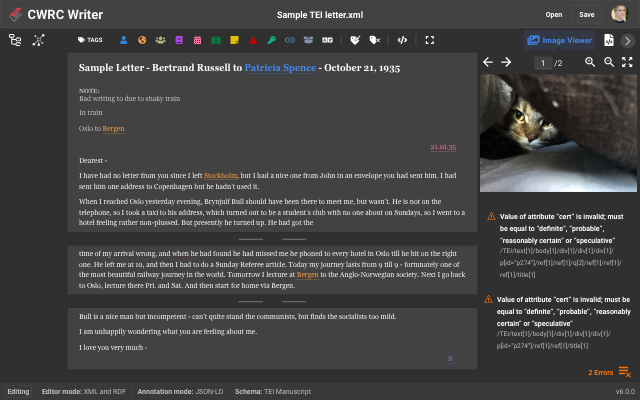 CWRC Writer
Sample TEI letter.xml
Open
Save
TAGS
Image Viewer
Sample Letter - Bertrand Russell to Patricia Spence - October 21, 1935
NOTE:
Bad writing to due to shaky train
In train
Oslo to Bergen
21.10.35
Dearest -
I have had no letter from you since I left Stockholm, but I had a nice one from John in an envelope you had sent him. I had
sent him one address to Copenhagen but he hadn't used it.
When I reached Oslo yesterday evening, Brynjulf Bull should have been there to meet me, but wasn't. He is not on the
telephone, so I took a taxi to his address, which turned out to be a student's club with no one about on Sundays, so I went to a
hotel feeling rather non-plussed. But presently he turned up. He had got the
time of my arrival wrong, and when he had found he had missed me he phoned to every hotel in Oslo till he hit on the right
one. He left me at 10, and then I had to do a Sunday Referee article. Today my journey lasts from 9 till 9 - fortunately one of
the most beautiful railway journey in the world. Tomorrow I lecture at Bergen to the Anglo-Norwegian society. Next I go back
to Oslo, lecture there Fri. and Sat. And then start for home via Bergen.
Bull is a nice man but incompetent - can't quite stand the communists, but finds the socialists too mild.
I am unhappily wondering what you are feeling about me.
I love you very much -
B
1 /2
Value of attribute "cert" is invalid; must
be equal to "definite", "probable",
"reasonably certain" or "speculative"
/TEI/text[1]/body[1]/div[1]/div[1]/div[1]/
p[id="p274"]/ref[1]/ref[1]/q[2]/ref[1]/ref[1]/
ref[1]/title[1]
Value of attribute "cert" is invalid; must be
equal to "definite", "probable", "reasonably
certain" or "speculative"
/TEI/text[1]/body[1]/div[1]/div[1]/div[1]/
p[id="p274"]/ref[1]/ref[1]/title[1]
2 Errors
Editing
Editor mode: XML and RDF
Annotation mode: JSON-LD
Schema: TEI Manuscript
v6.0.0